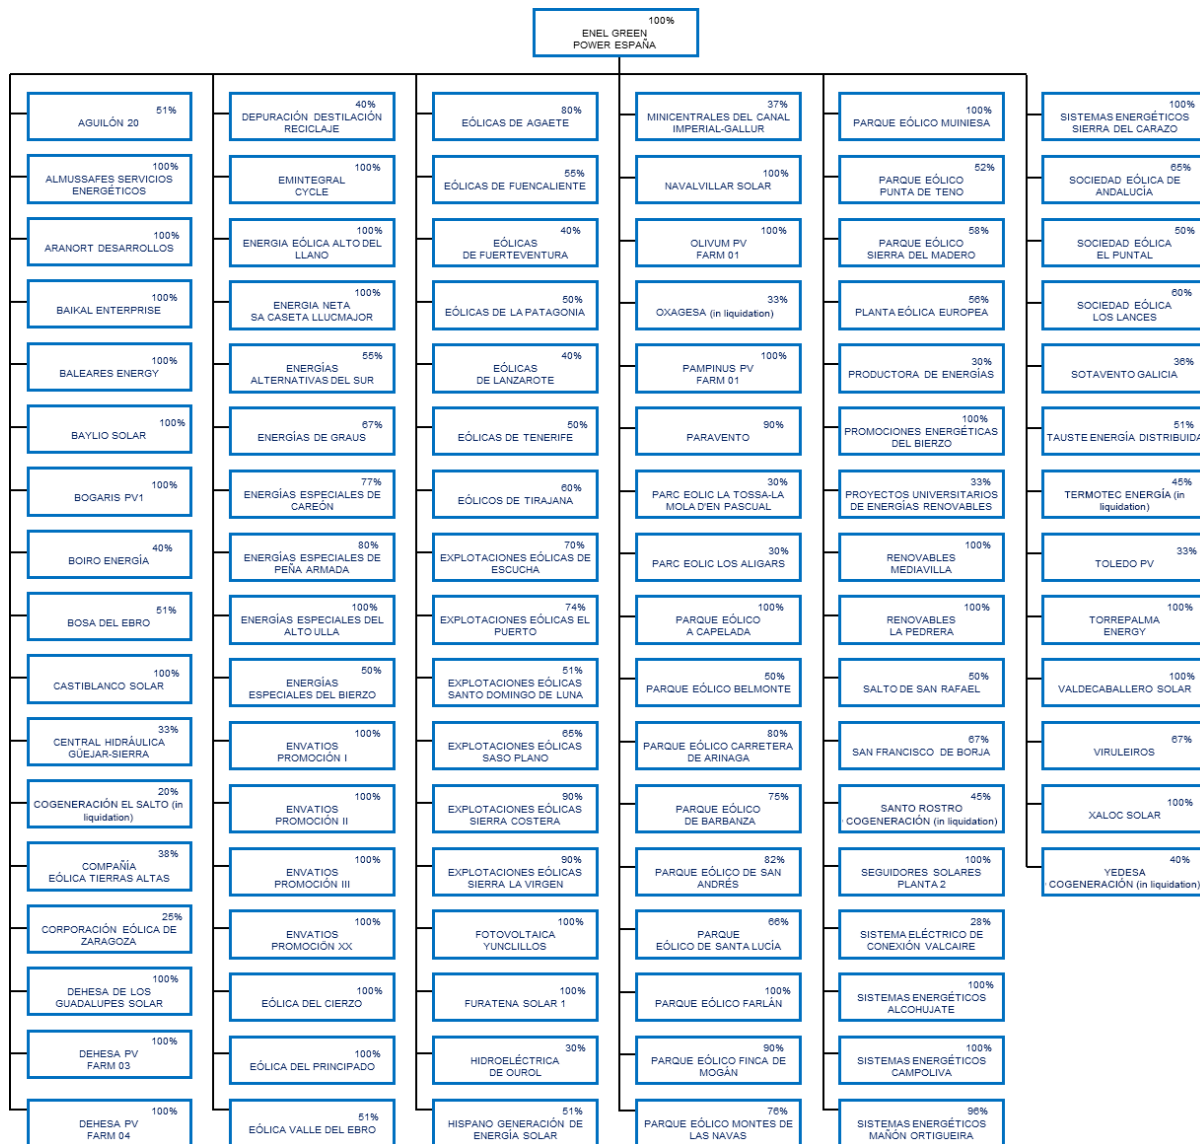 100%
ENEL GREEN
POWER ESPAÑA
51%
AGUILÓN 20
100%
ALMUSSAFES SERVICIOS
ENERGÉTICOS
100%
ARANORT DESARROLLOS
100%
BAIKAL ENTERPRISE
100%
BALEARES ENERGY
100%
BAYLIO SOLAR
100%
BOGARIS PV1
40%
BOIRO ENERGÍA
51%
BOSA DEL EBRO
100%
CASTIBLANCO SOLAR
33%
CENTRAL HIDRÁULICA
GÜEJAR-SIERRA
20%
COGENERACIÓN EL SALTO (in
liquidation)
38%
COMPAÑÍA
EÓLICA TIERRAS ALTAS
25%
CORPORACIÓN EÓLICA DE
ZARAGOZA
100%
DEHESA DE LOS
GUADALUPES SOLAR
100%
DEHESA PV
FARM 03
100%
DEHESA PV
FARM 04
40%
DEPURACIÓN DESTILACIÓN
RECICLAJE
100%
EMINTEGRAL
CYCLE
100%
ENERGIA EÓLICA ALTO DEL
LLANO
100%
ENERGIA NETA
SA CASETA LLUCMAJOR
55%
ENERGÍAS
ALTERNATIVAS DEL SUR
67%
ENERGÍAS DE GRAUS
77%
ENERGÍAS ESPECIALES DE
CAREÓN
80%
ENERGÍAS ESPECIALES DE
PEÑA ARMADA
100%
ENERGÍAS ESPECIALES DEL
ALTO ULLA
50%
ENERGÍAS
ESPECIALES DEL BIERZO
100%
ENVATIOS
PROMOCIÓN I
100%
ENVATIOS
PROMOCIÓN II
100%
ENVATIOS
PROMOCIÓN III
100%
ENVATIOS
PROMOCIÓN XX
100%
EÓLICA DEL CIERZO
100%
EÓLICA DEL PRINCIPADO
51%
EÓLICA VALLE DEL EBRO
80%
EÓLICAS DE AGAETE
55%
EÓLICAS DE FUENCALIENTE
40%
EÓLICAS
DE FUERTEVENTURA
50%
EÓLICAS DE LA PATAGONIA
40%
EÓLICAS
DE LANZAROTE
50%
EÓLICAS DE TENERIFE
60%
EÓLICOS DE TIRAJANA
70%
EXPLOTACIONES EÓLICAS DE
ESCUCHA
74%
EXPLOTACIONES EÓLICAS EL
PUERTO
51%
EXPLOTACIONES EÓLICAS
SANTO DOMINGO DE LUNA
65%
EXPLOTACIONES EÓLICAS
SASO PLANO
90%
EXPLOTACIONES EÓLICAS
SIERRA COSTERA
90%
EXPLOTACIONES EÓLICAS
SIERRA LA VIRGEN
100%
FOTOVOLTAICA
YUNCLILLOS
100%
FURATENA SOLAR 1
30%
HIDROELÉCTRICA
DE OUROL
51%
HISPANO GENERACIÓN DE
ENERGÍA SOLAR
37%
MINICENTRALES DEL CANAL
IMPERIAL-GALLUR
100%
NAVALVILLAR SOLAR
100%
OLIVUM PV
FARM 01
33%
OXAGESA (in liquidation)
100%
PAMPINUS PV
FARM 01
90%
PARAVENTO
30%
PARC EOLIC LA TOSSA-LA
MOLA D'EN PASCUAL
30%
PARC EOLIC LOS ALIGARS
100%
PARQUE EÓLICO
A CAPELADA
50%
PARQUE EÓLICO BELMONTE
80%
PARQUE EÓLICO CARRETERA
DE ARINAGA
75%
PARQUE EÓLICO
DE BARBANZA
82%
PARQUE EÓLICO DE SAN
ANDRÉS
66%
PARQUE
EÓLICO DE SANTA LUCÍA
100%
PARQUE EÓLICO FARLÁN
90%
PARQUE EÓLICO FINCA DE
MOGÁN
76%
PARQUE EÓLICO MONTES DE
LAS NAVAS
100%
PARQUE EÓLICO MUINIESA
52%
PARQUE EÓLICO
PUNTA DE TENO
58%
PARQUE EÓLICO
SIERRA DEL MADERO
56%
PLANTA EÓLICA EUROPEA
30%
PRODUCTORA DE ENERGÍAS
100%
PROMOCIONES ENERGÉTICAS
DEL BIERZO
33%
PROYECTOS UNIVERSITARIOS
DE ENERGÍAS RENOVABLES
100%
RENOVABLES
MEDIAVILLA
100%
RENOVABLES
LA PEDRERA
50%
SALTO DE SAN RAFAEL
67%
SAN FRANCISCO DE BORJA
45%
SANTO ROSTRO
COGENERACIÓN (in liquidation)
100%
SEGUIDORES SOLARES
PLANTA 2
28%
SISTEMA ELÉCTRICO DE
CONEXIÓN VALCAIRE
100%
SISTEMAS ENERGÉTICOS
ALCOHUJATE
100%
SISTEMAS ENERGÉTICOS
CAMPOLIVA
96%
SISTEMAS ENERGÉTICOS
MAÑÓN ORTIGUEIRA
100%
SISTEMAS ENERGÉTICOS
SIERRA DEL CARAZO
65%
SOCIEDAD EÓLICA DE
ANDALUCÍA
50%
SOCIEDAD EÓLICA
EL PUNTAL
60%
SOCIEDAD EÓLICA
LOS LANCES
36%
SOTAVENTO GALICIA
51%
TAUSTE ENERGÍA DISTRIBUIDA
45%
TERMOTEC ENERGÍA (in
liquidation)
33%
TOLEDO PV
100%
TORREPALMA
ENERGY
100%
VALDECABALLERO SOLAR
67%
VIRULEIROS
100%
XALOC SOLAR
40%
YEDESA
COGENERACIÓN (in liquidation)